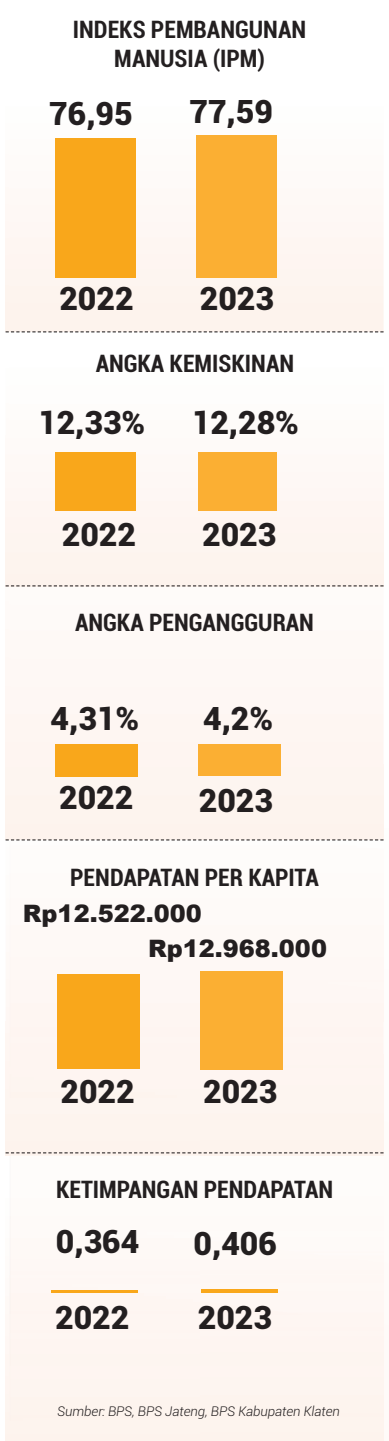 INDEKS PEMBANGUNAN
MANUSIA (IPM)
76,95 77,59
2022 2023
ANGKA KEMISKINAN
12,33% 12,28%
2022 2023
ANGKA PENGANGGURAN
4,31% 4,2%
2022 2023
PENDAPATAN PER KAPITA
Rp12.522.000
Rp12.968.000
2022 2023
KETIMPANGAN PENDAPATAN
0,364 0,406
2022 2023
Sumber: BPS, BPS Jateng, BPS Kabupaten Klaten